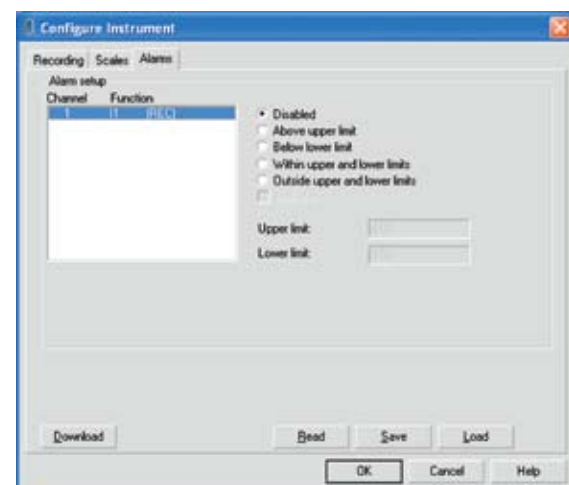 Configure Instrument
Recording Scales Alarms
Alarm setup
Channel Function
1 I1 (REC)
Disabled
Above upper limit
Below lower limit
Within upper and lower limits
Outside upper and lower limits
Upper limit:
Lower limit:
Download Read Save Load
OK Cancel Help